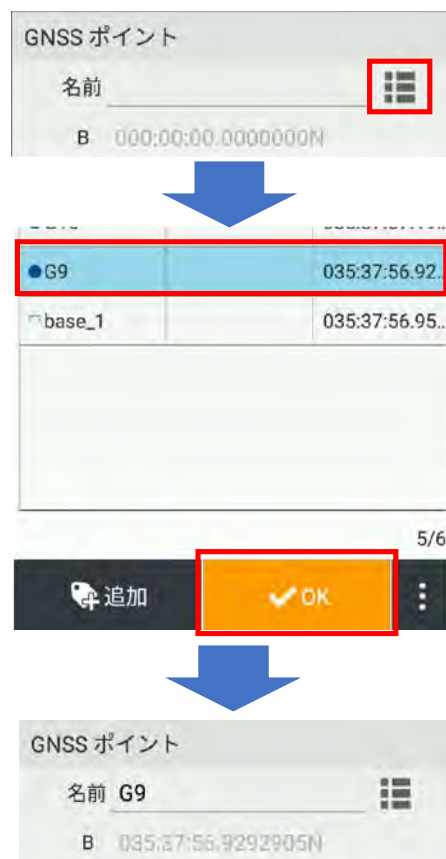 GNSS ポイント
名前
B 000:00:00.0000000N
G9 035:37:56.92..
base_1 035:37:56.95..
5/6
追加 OK
GNSS ポイント
名前 G9
B 035:37:56.9292905N